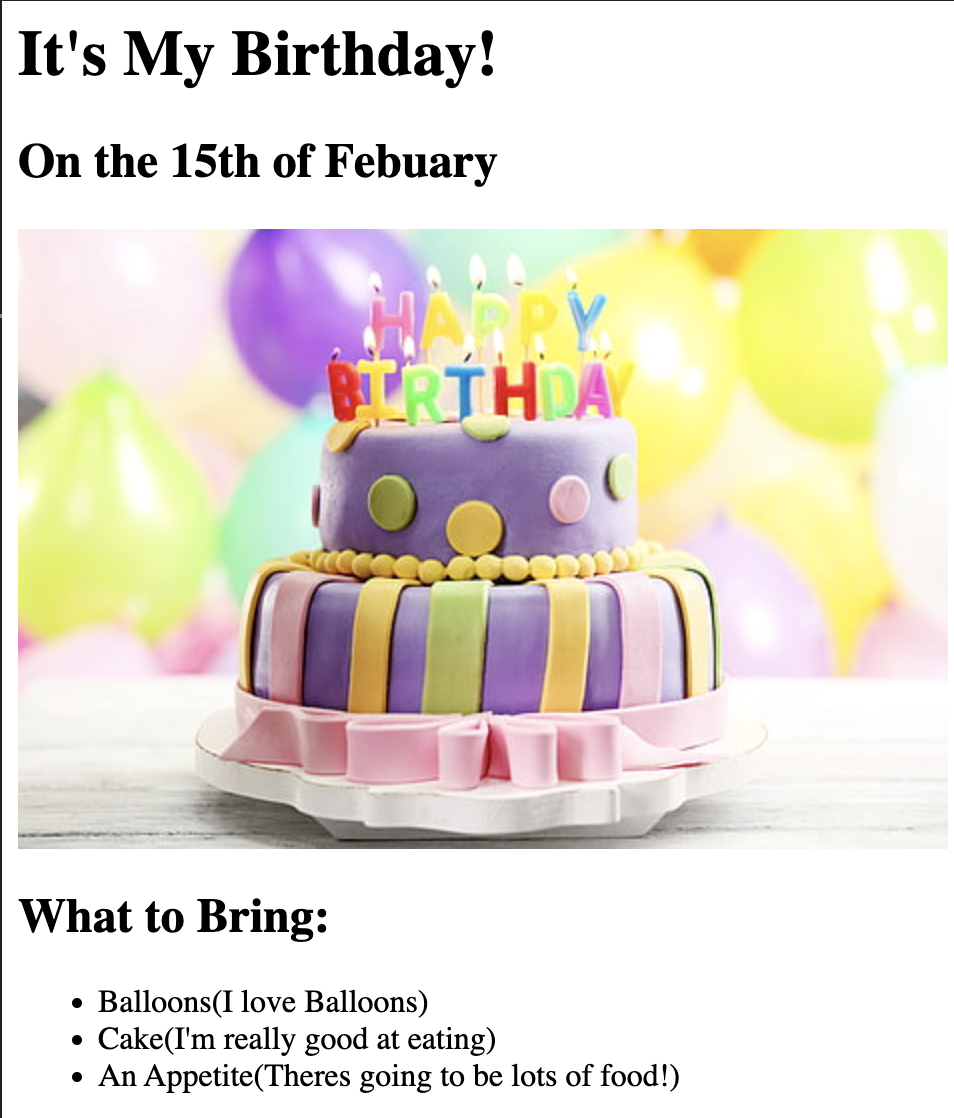 It's My Birthday!
On the 15th of Febuary
HAPPY
BIRTHDAY
What to Bring:
Balloons(I love Balloons)
Cake(I'm really good at eating)
An Appetite(Theres going to be lots of food!)